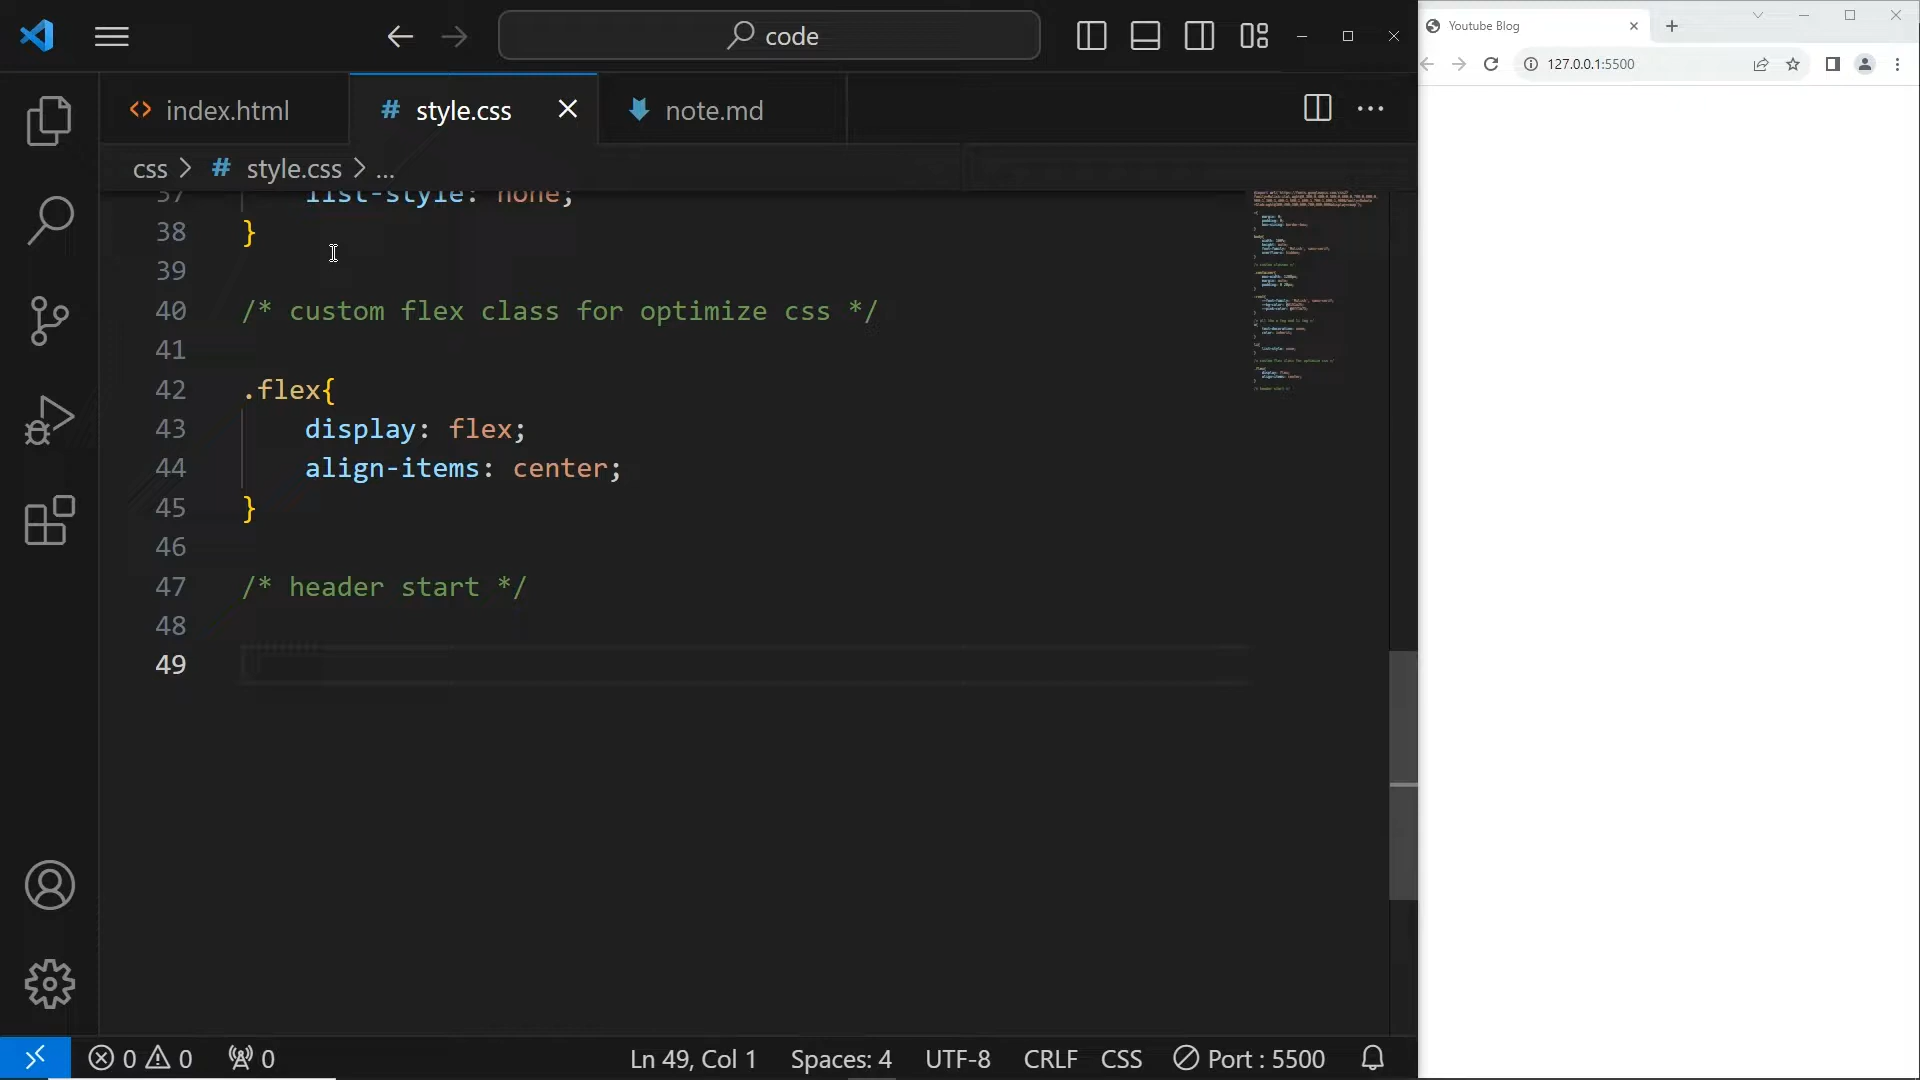 code
Youtube Blog
127.0.0.1:5500
index.html
# style.css
note.md
css > # style.css > ...
37 list-style: none;
38 }
39
40 /* custom flex class for optimize css */
41
42 .flex{
43 display: flex;
44 align-items: center;
45 }
46
47 /* header start */
48
49
0 0 0 Ln 49, Col 1 Spaces: 4 UTF-8 CRLF CSS Port : 5500